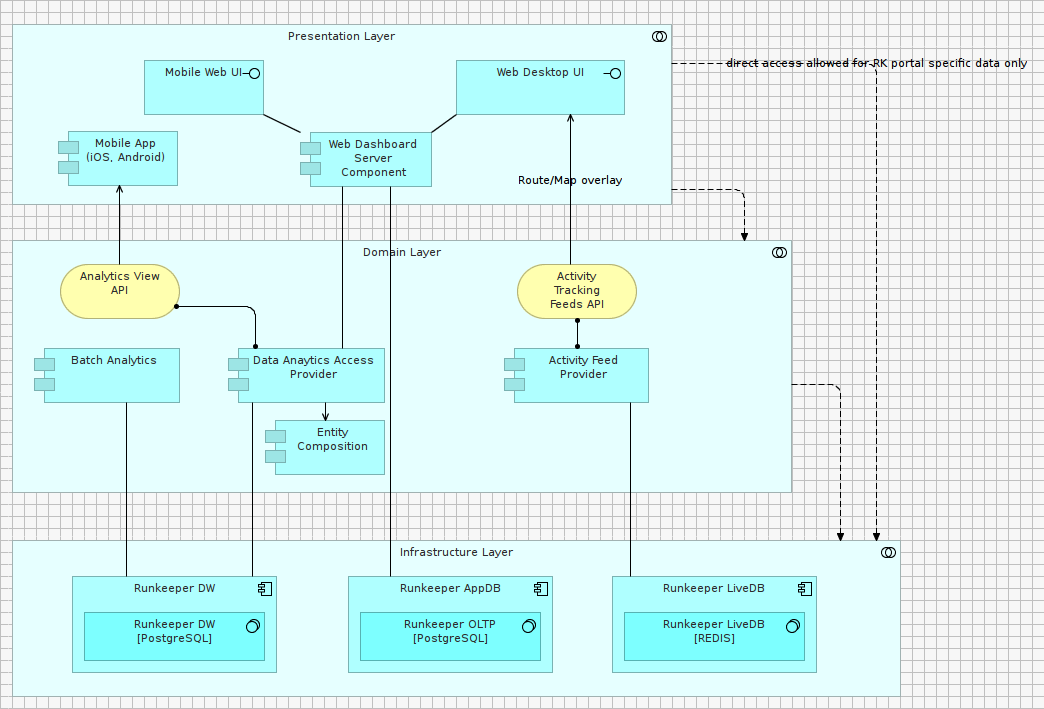 Presentation Layer
direct access allowed for RK portal specific data only
Mobile Web UI
Web Desktop UI
Mobile App
(iOS, Android)
Web Dashboard
Server
Component
Route/Map overlay
Domain Layer
Analytics View
API
Activity
Tracking
Feeds API
Batch Analytics
Data Anaytics Access
Provider
Activity Feed
Provider
Entity
Composition
Infrastructure Layer
Runkeeper DW
Runkeeper DW
[PostgreSQL]
Runkeeper AppDB
Runkeeper OLTP
[PostgreSQL]
Runkeeper LiveDB
Runkeeper LiveDB
[REDIS]